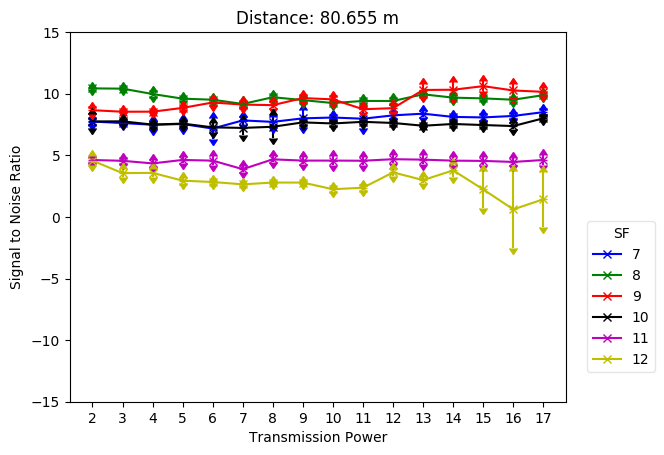 Distance: 80.655 m
15
10
5
0
−5
−10
−15
Signal to Noise Ratio
2 3 4 5 6 7 8 9 10 11 12 13 14 15 16 17
Transmission Power
SF
7
8
9
10
11
12